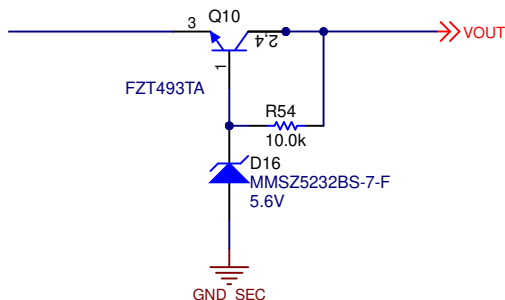 Q10
3
2,4
VOUT
1
FZT493TA
R54
10.0k
D16
MMSZ5232BS-7-F
5.6V
GND_SEC